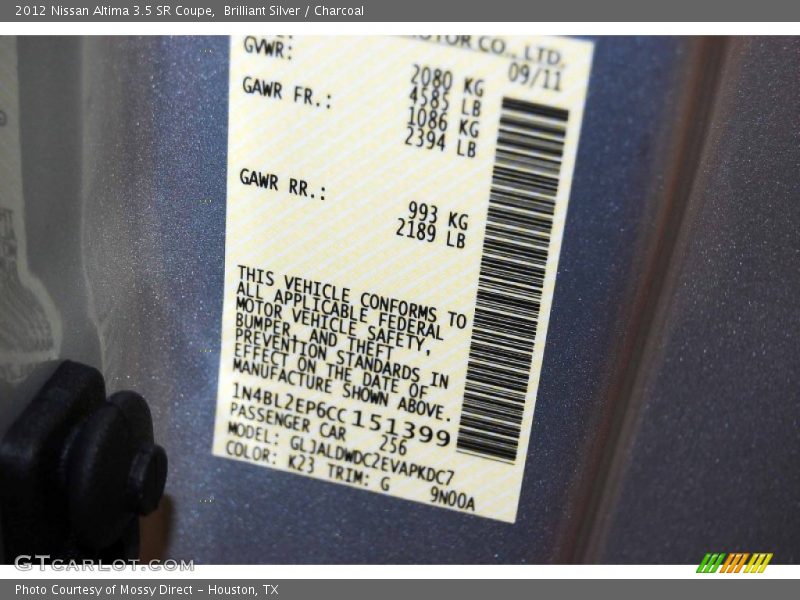 2012 Nissan Altima 3.5 SR Coupe,  Brilliant Silver / Charcoal
MOTOR CO., LTD.
09/11
GVWR: 2080 KG
4585 LB
GAWR FR.: 1086 KG
2394 LB
GAWR RR.: 993 KG
2189 LB
THIS VEHICLE CONFORMS TO
ALL APPLICABLE FEDERAL
MOTOR VEHICLE SAFETY,
BUMPER, AND THEFT
PREVENTION STANDARDS IN
EFFECT ON THE DATE OF
MANUFACTURE SHOWN ABOVE.
1N4BL2EP6CC151399
PASSENGER CAR 256
MODEL: GLJALDWDC2EVAPKDC7
COLOR: K23 TRIM: G 9N00A
GTCARLOT.COM
Photo Courtesy of Mossy Direct – Houston, TX